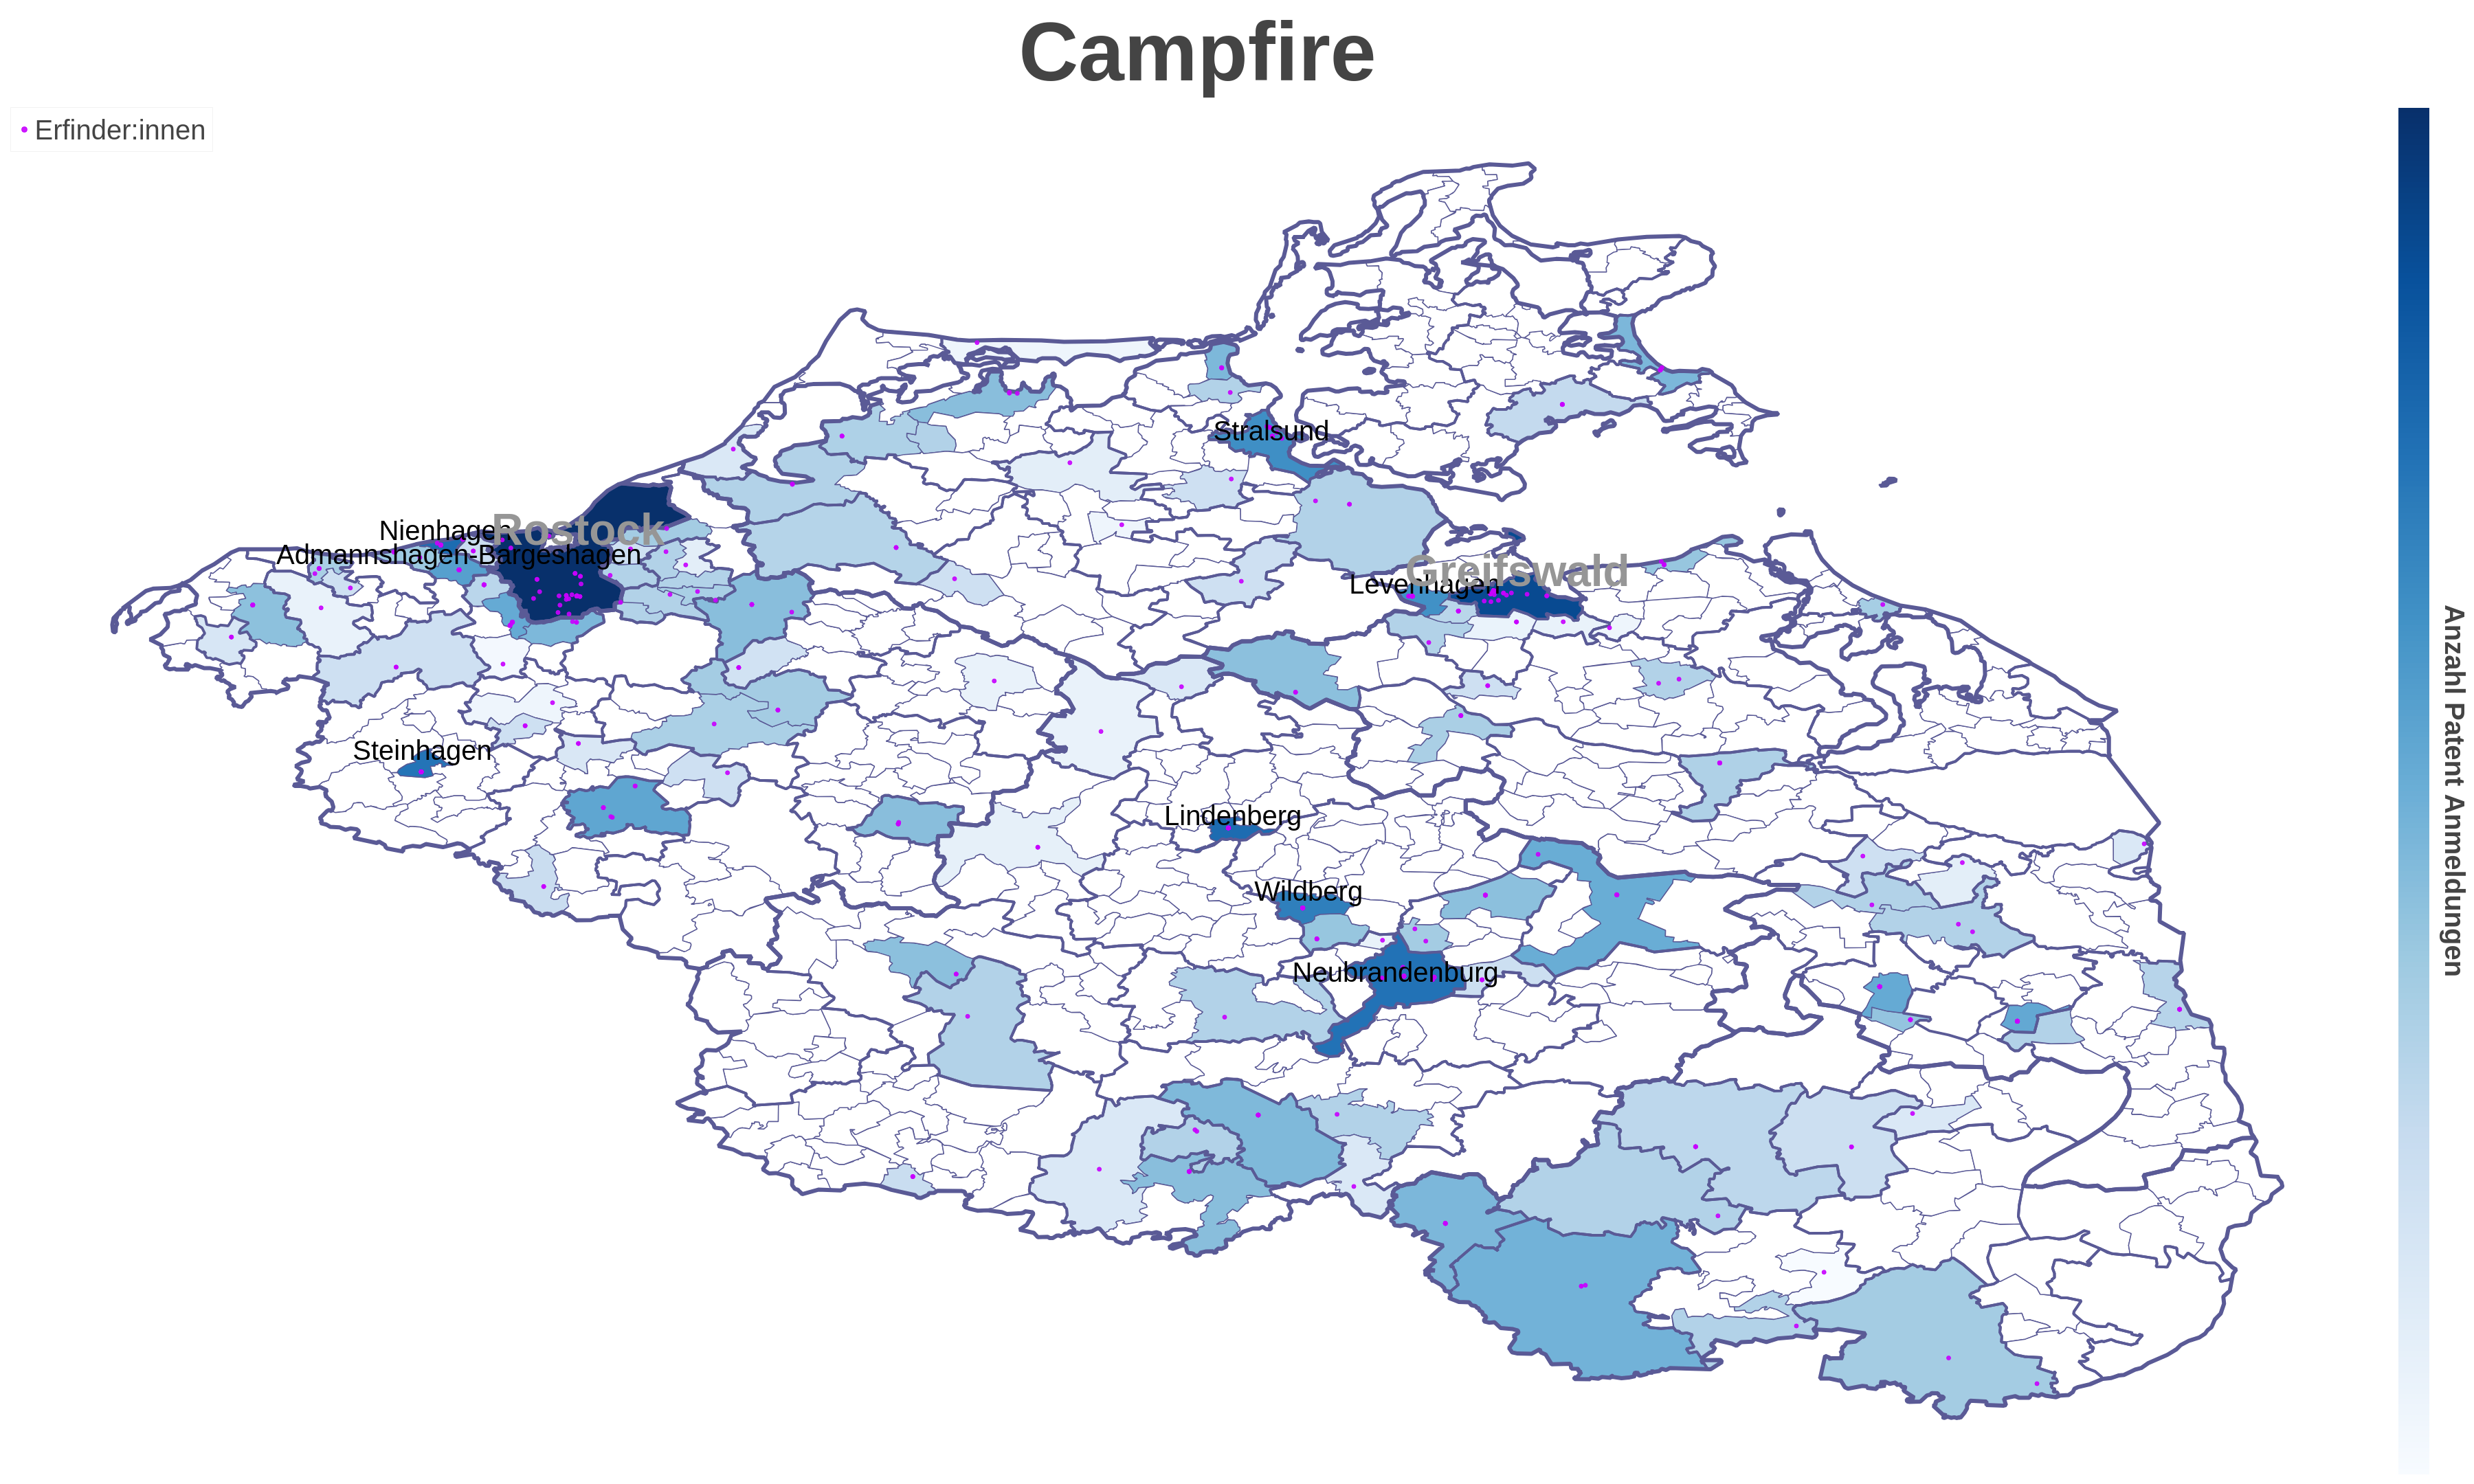 Campfire
Erfinder:innen
Stralsund
Nienhagen
Rostock
Admannshagen-Bargeshagen
Greifswald
Levenhagen
Steinhagen
Lindenberg
Wildberg
Neubrandenburg
Anzahl Patent Anmeldungen